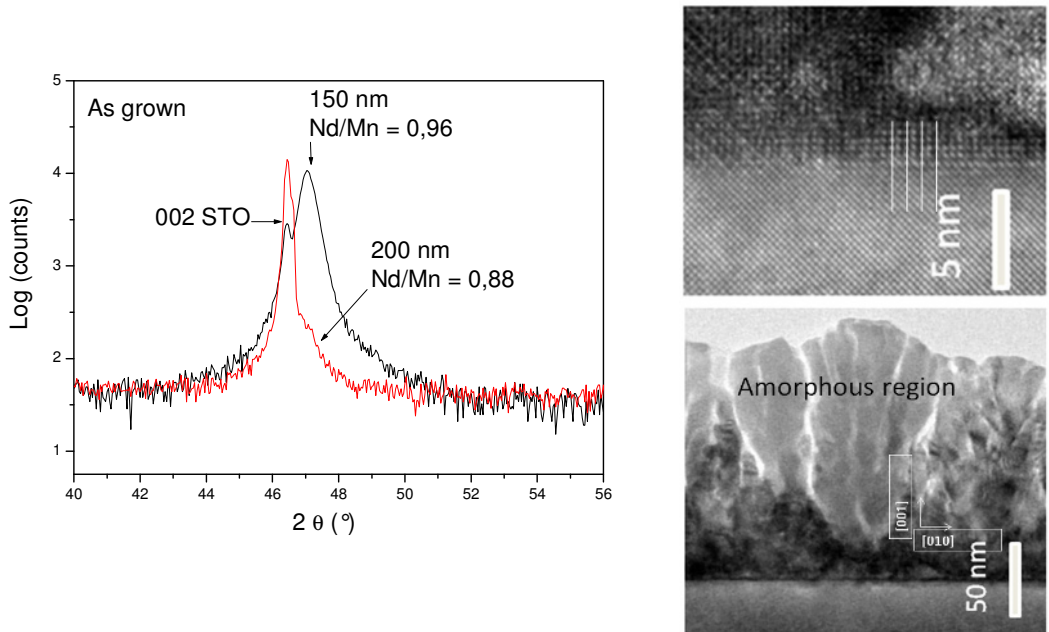 As grown
150 nm
Nd/Mn = 0,96
002 STO
200 nm
Nd/Mn = 0,88
Log (counts)
5
4
3
2
1
40 42 44 46 48 50 52 54 56
2 θ (°)
5 nm
Amorphous region
[001]
[010]
50 nm